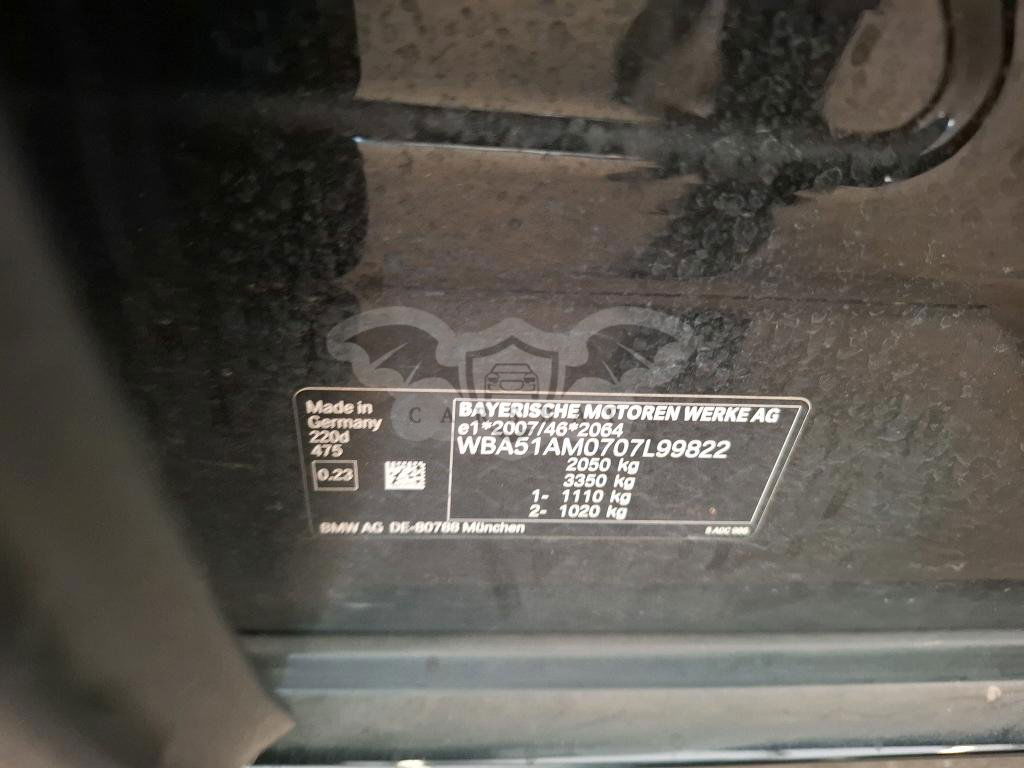 Made in
Germany
220d
475
0.23
BAYERISCHE MOTOREN WERKE AG
e1*2007/46*2064
WBA51AM0707L99822
2050 kg
3350 kg
1- 1110 kg
2- 1020 kg
BMW AG DE-80788 München